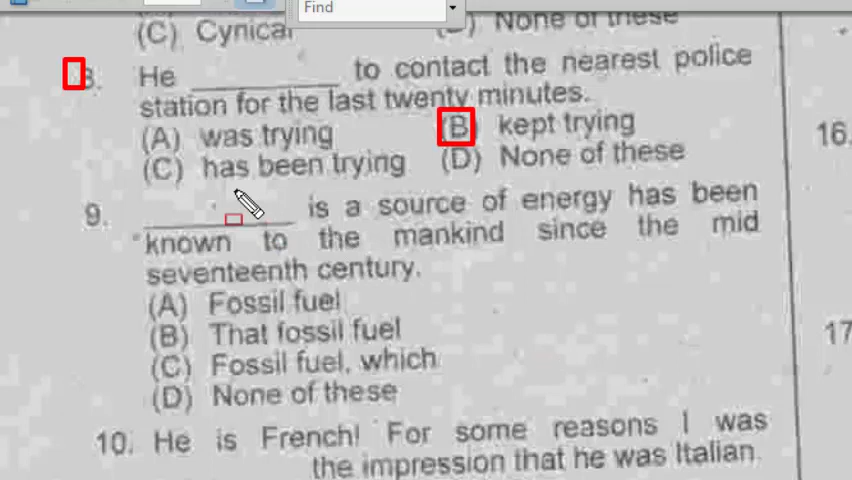 Find
(C) Cynical (D) None of these
8. He ________ to contact the nearest police
station for the last twenty minutes.
(A) was trying (B) kept trying
(C) has been trying (D) None of these
9. ________ is a source of energy has been
known to the mankind since the mid
seventeenth century.
(A) Fossil fuel
(B) That fossil fuel
(C) Fossil fuel, which
(D) None of these
10. He is French! For some reasons I was
the impression that he was Italian.
16.
17